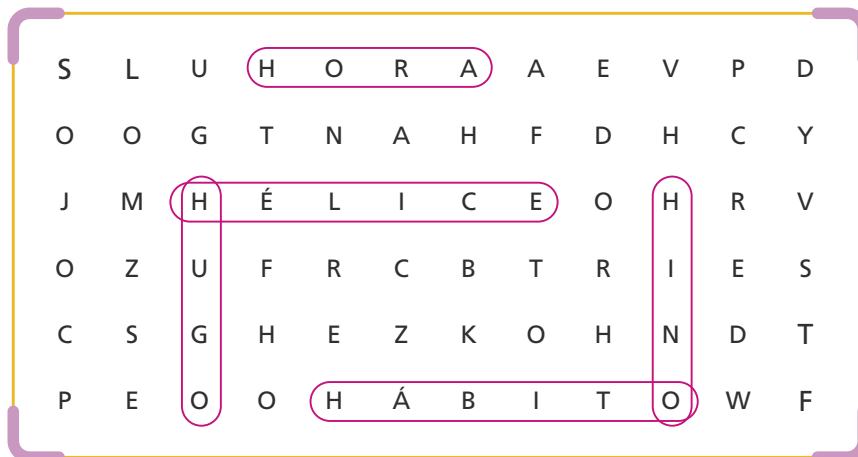 S L U H O R A A E V P D
O O G T N A H F D H C Y
J M H É L I C E O H R V
O Z U F R C B T R I E S
C S G H E Z K O H N D T
P E O O H Á B I T O W F